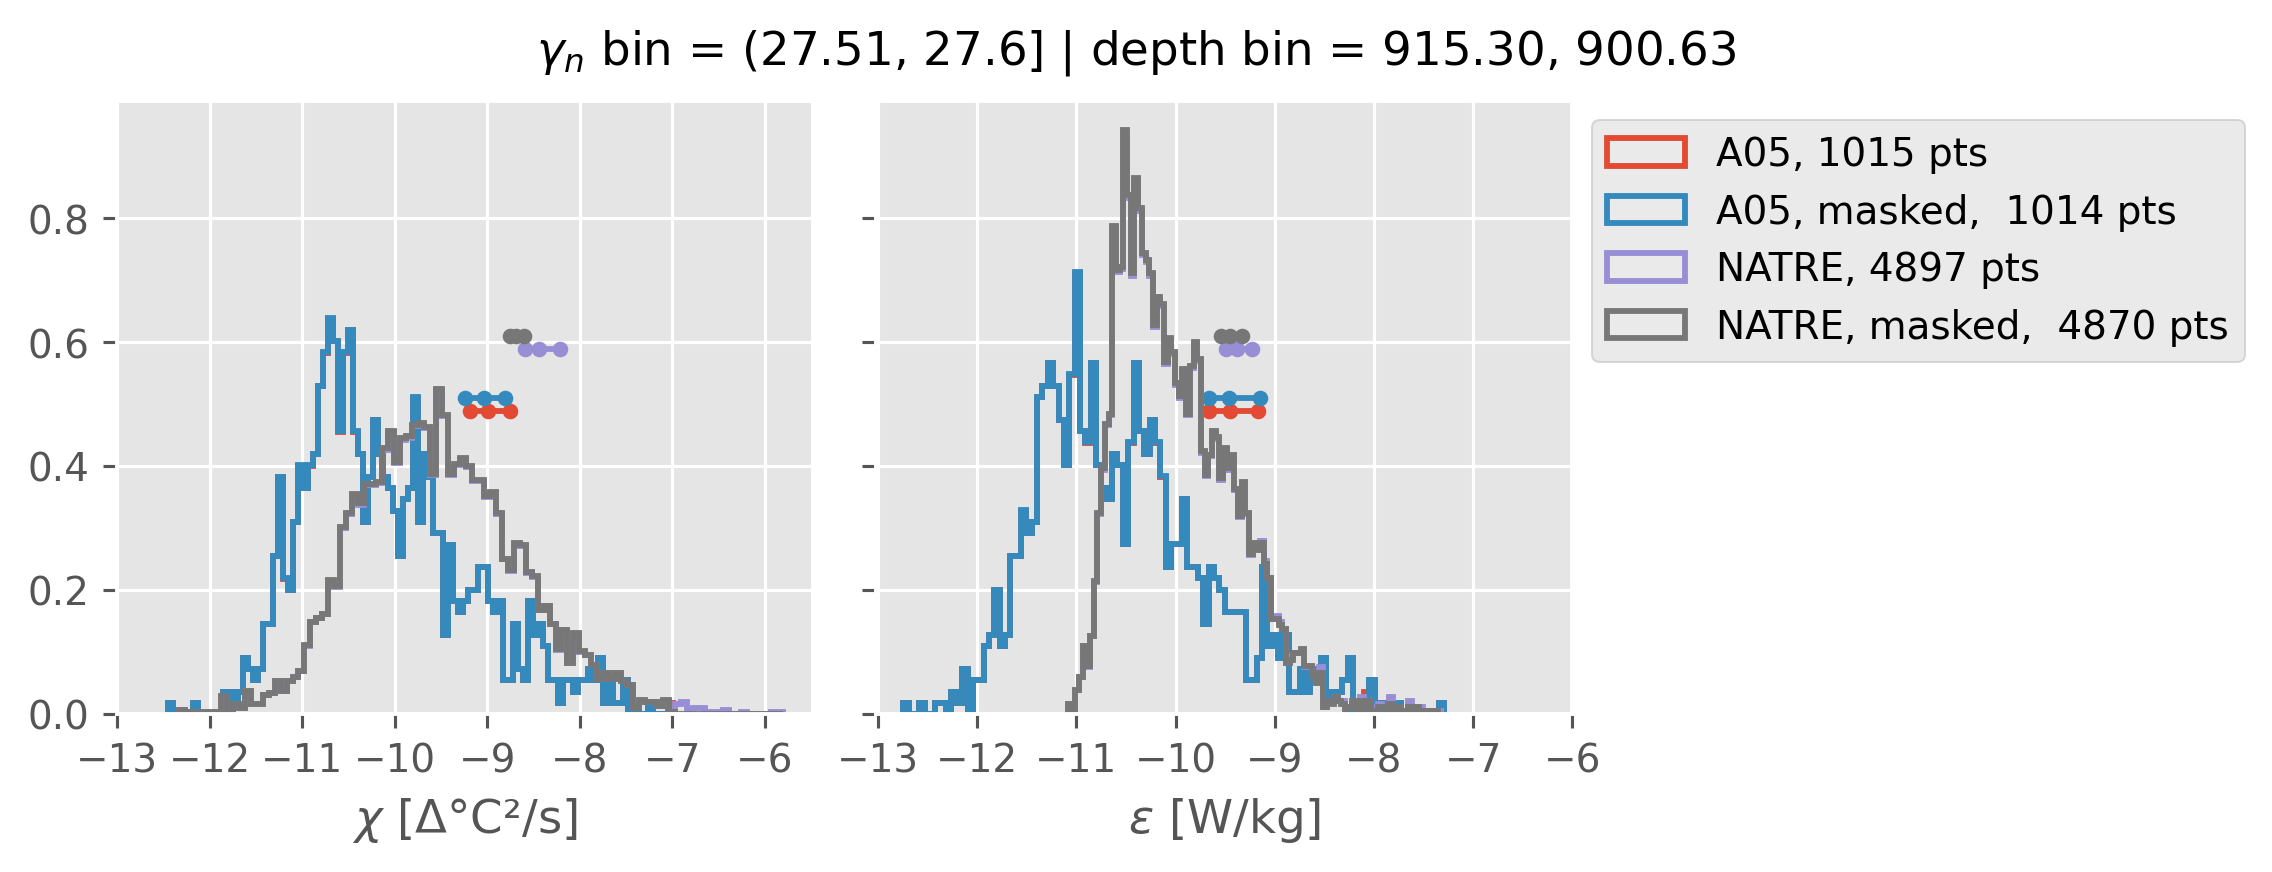 γn bin = (27.51, 27.6] | depth bin = 915.30, 900.63
A05, 1015 pts
A05, masked,  1014 pts
NATRE, 4897 pts
NATRE, masked,  4870 pts
0.8
0.6
0.4
0.2
0.0
−13 −12 −11 −10 −9 −8 −7 −6
−13 −12 −11 −10 −9 −8 −7 −6
χ [Δ°C²/s]
ε [W/kg]